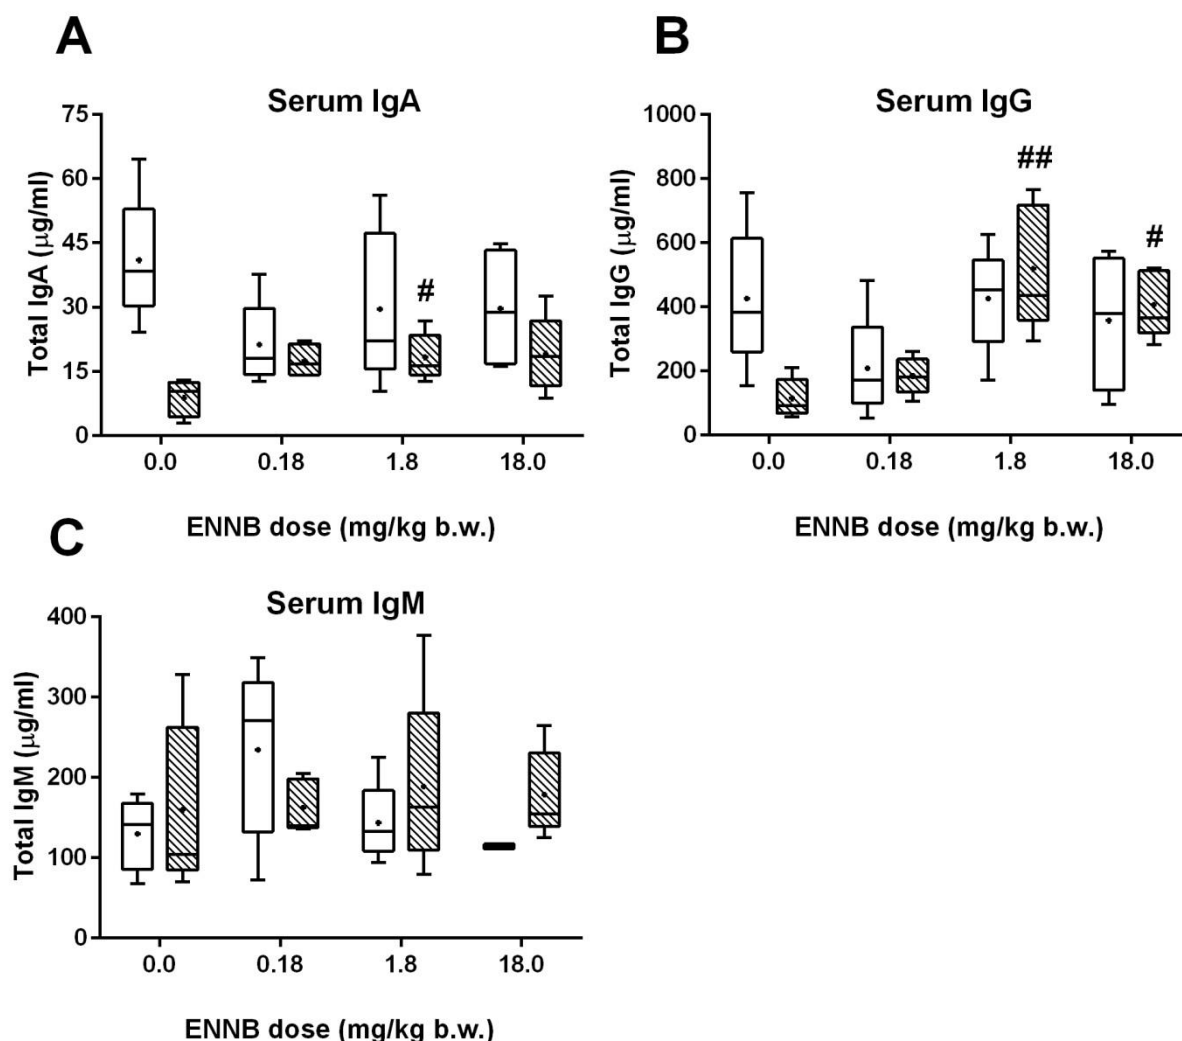 A
Serum IgA
Total IgA (µg/ml)
75
60
45
30
15
0
#
0.0 0.18 1.8 18.0
ENNB dose (mg/kg b.w.)
B
Serum IgG
Total IgG (µg/ml)
1000
800
600
400
200
0
##
#
0.0 0.18 1.8 18.0
ENNB dose (mg/kg b.w.)
C
Serum IgM
Total IgM (µg/ml)
400
300
200
100
0
0.0 0.18 1.8 18.0
ENNB dose (mg/kg b.w.)